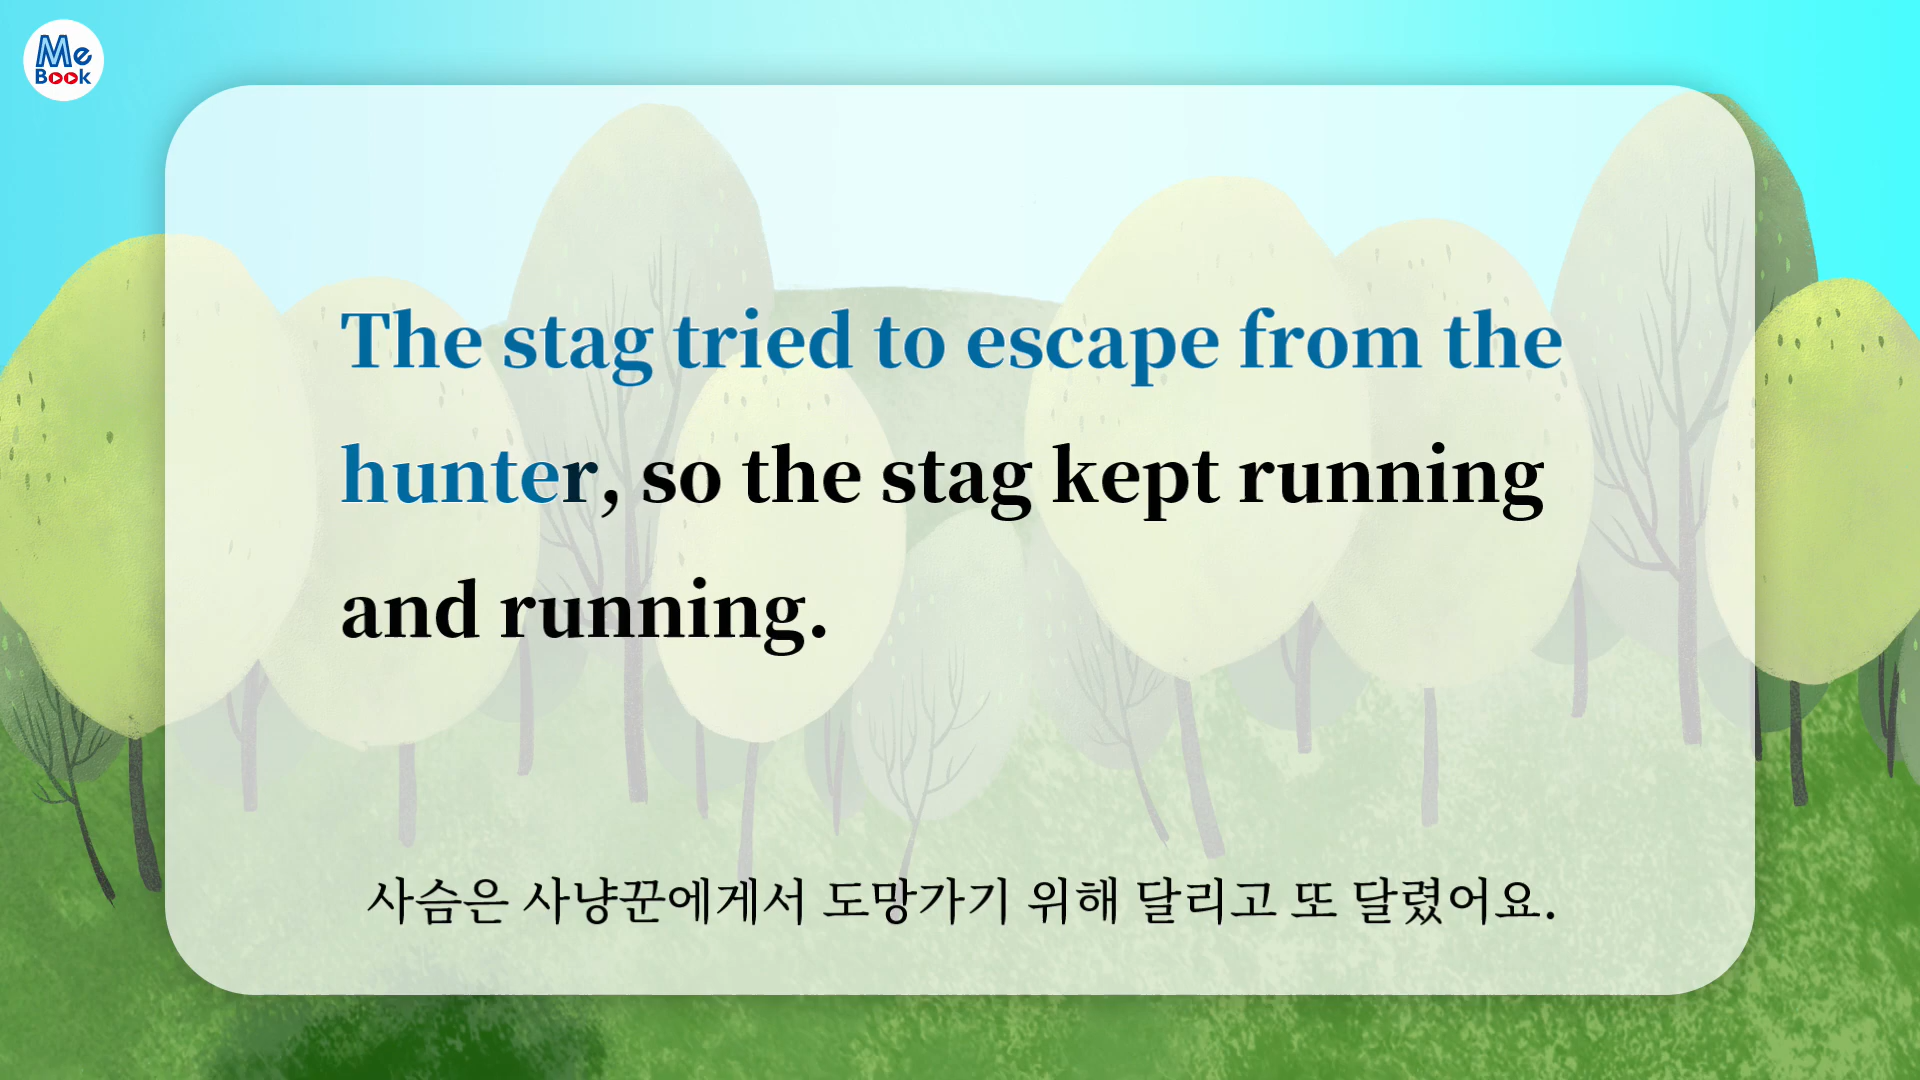 Me
Book
The stag tried to escape from the
hunter, so the stag kept running
and running.
사슴은 사냥꾼에게서 도망가기 위해 달리고 또 달렸어요.